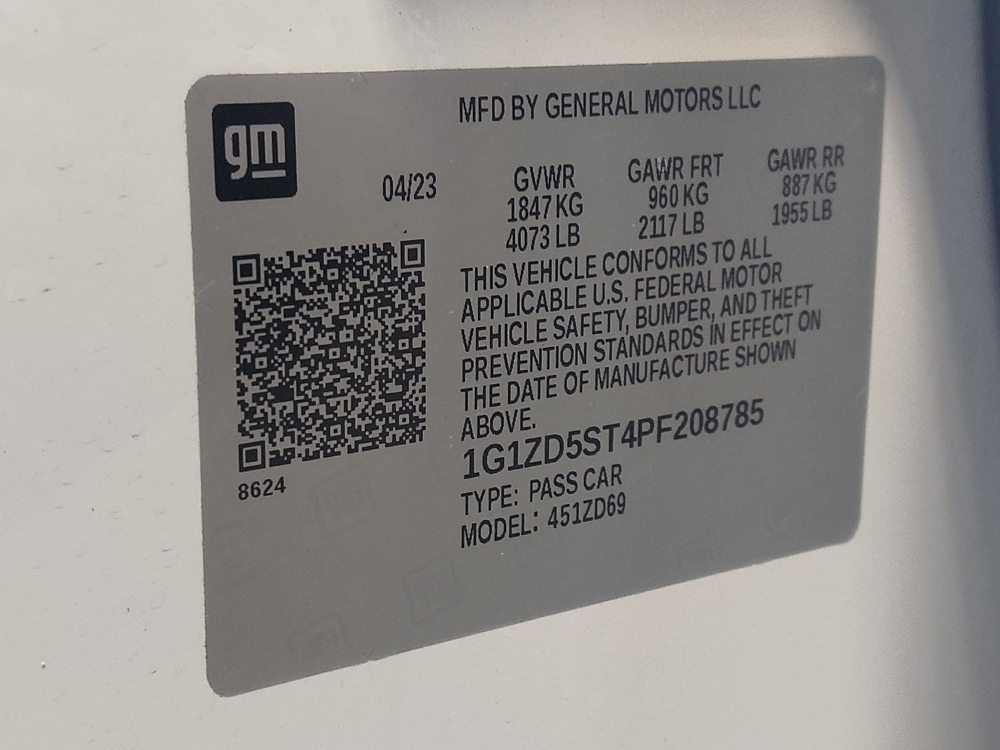 gm
MFD BY GENERAL MOTORS LLC
04/23
GVWR
1847 KG
4073 LB
GAWR FRT
960 KG
2117 LB
GAWR RR
887 KG
1955 LB
THIS VEHICLE CONFORMS TO ALL
APPLICABLE U.S. FEDERAL MOTOR
VEHICLE SAFETY, BUMPER, AND THEFT
PREVENTION STANDARDS IN EFFECT ON
THE DATE OF MANUFACTURE SHOWN
ABOVE.
1G1ZD5ST4PF208785
TYPE: PASS CAR
MODEL: 451ZD69
8624